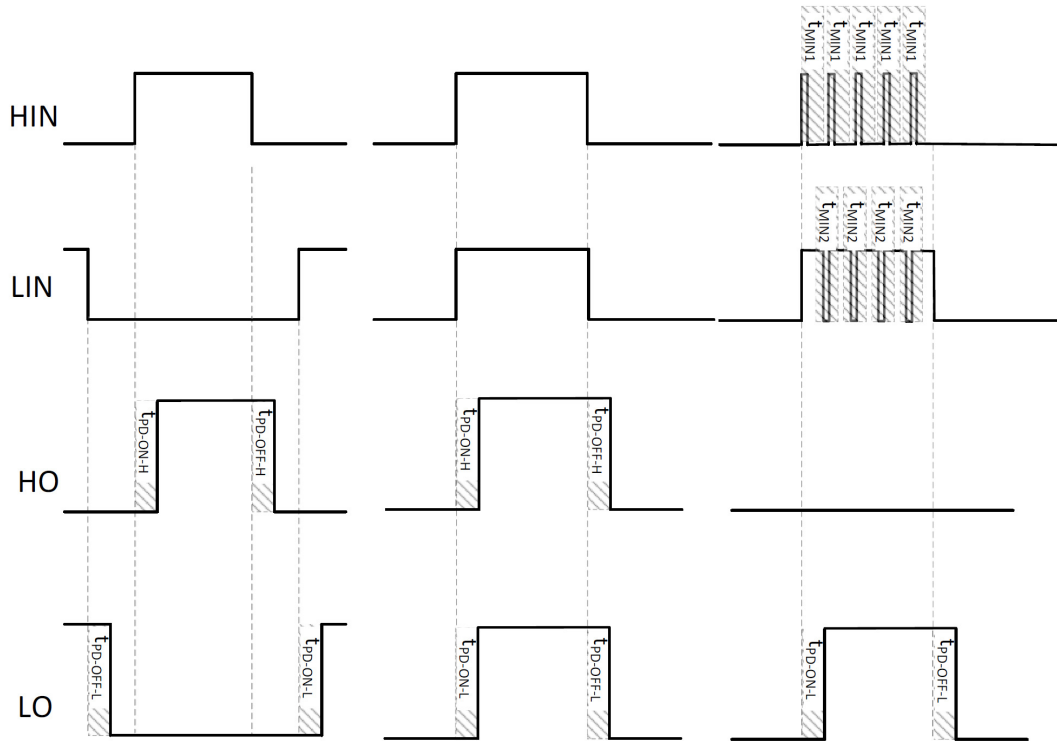 tMIN1 tMIN1 tMIN1 tMIN1 tMIN1
HIN
tMIN2 tMIN2 tMIN2 tMIN2
LIN
tPD-ON-H tPD-OFF-H tPD-ON-H tPD-OFF-H
HO
tPD-OFF-L tPD-ON-L tPD-ON-L tPD-OFF-L tPD-ON-L tPD-OFF-L
LO